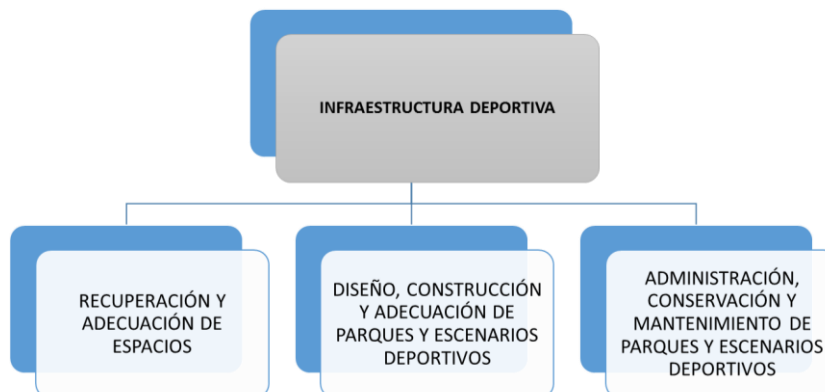 INFRAESTRUCTURA DEPORTIVA
RECUPERACIÓN Y
ADECUACIÓN DE
ESPACIOS
DISEÑO, CONSTRUCCIÓN
Y ADECUACIÓN DE
PARQUES Y ESCENARIOS
DEPORTIVOS
ADMINISTRACIÓN,
CONSERVACIÓN Y
MANTENIMIENTO DE
PARQUES Y ESCENARIOS
DEPORTIVOS